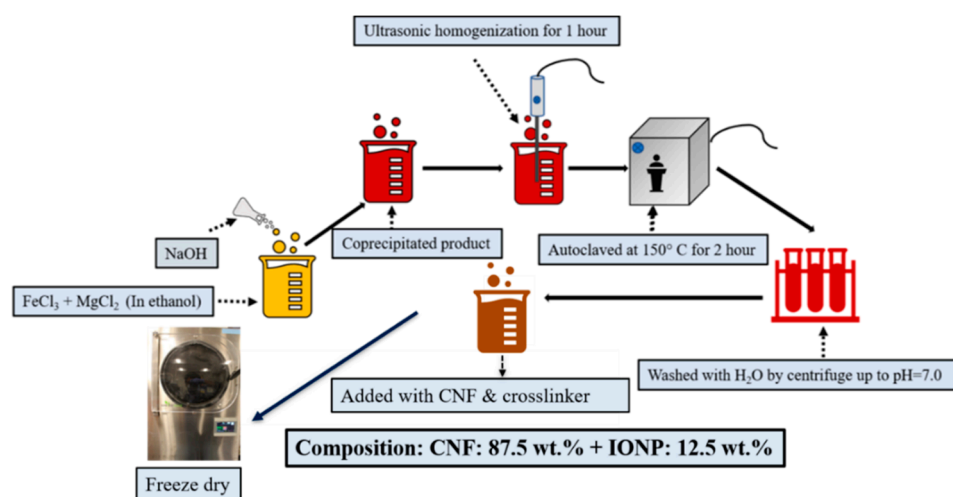 Ultrasonic homogenization for 1 hour
NaOH
Coprecipitated product
Autoclaved at 150° C for 2 hour
FeCl₃ + MgCl₂ (In ethanol)
Washed with H₂O by centrifuge up to pH=7.0
Added with CNF & crosslinker
Composition: CNF: 87.5 wt.% + IONP: 12.5 wt.%
Freeze dry